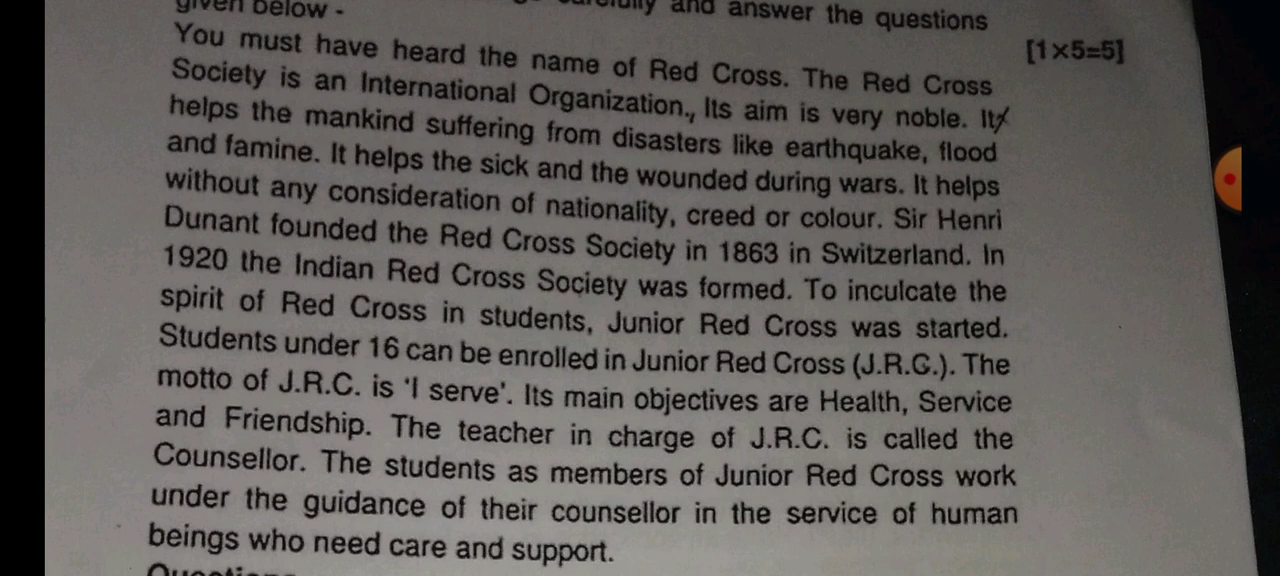 given below -
carefully and answer the questions
[1×5=5]
You must have heard the name of Red Cross. The Red Cross
Society is an International Organization., Its aim is very noble. It
helps the mankind suffering from disasters like earthquake, flood
and famine. It helps the sick and the wounded during wars. It helps
without any consideration of nationality, creed or colour. Sir Henri
Dunant founded the Red Cross Society in 1863 in Switzerland. In
1920 the Indian Red Cross Society was formed. To inculcate the
spirit of Red Cross in students, Junior Red Cross was started.
Students under 16 can be enrolled in Junior Red Cross (J.R.G.). The
motto of J.R.C. is 'I serve'. Its main objectives are Health, Service
and Friendship. The teacher in charge of J.R.C. is called the
Counsellor. The students as members of Junior Red Cross work
under the guidance of their counsellor in the service of human
beings who need care and support.
Questions